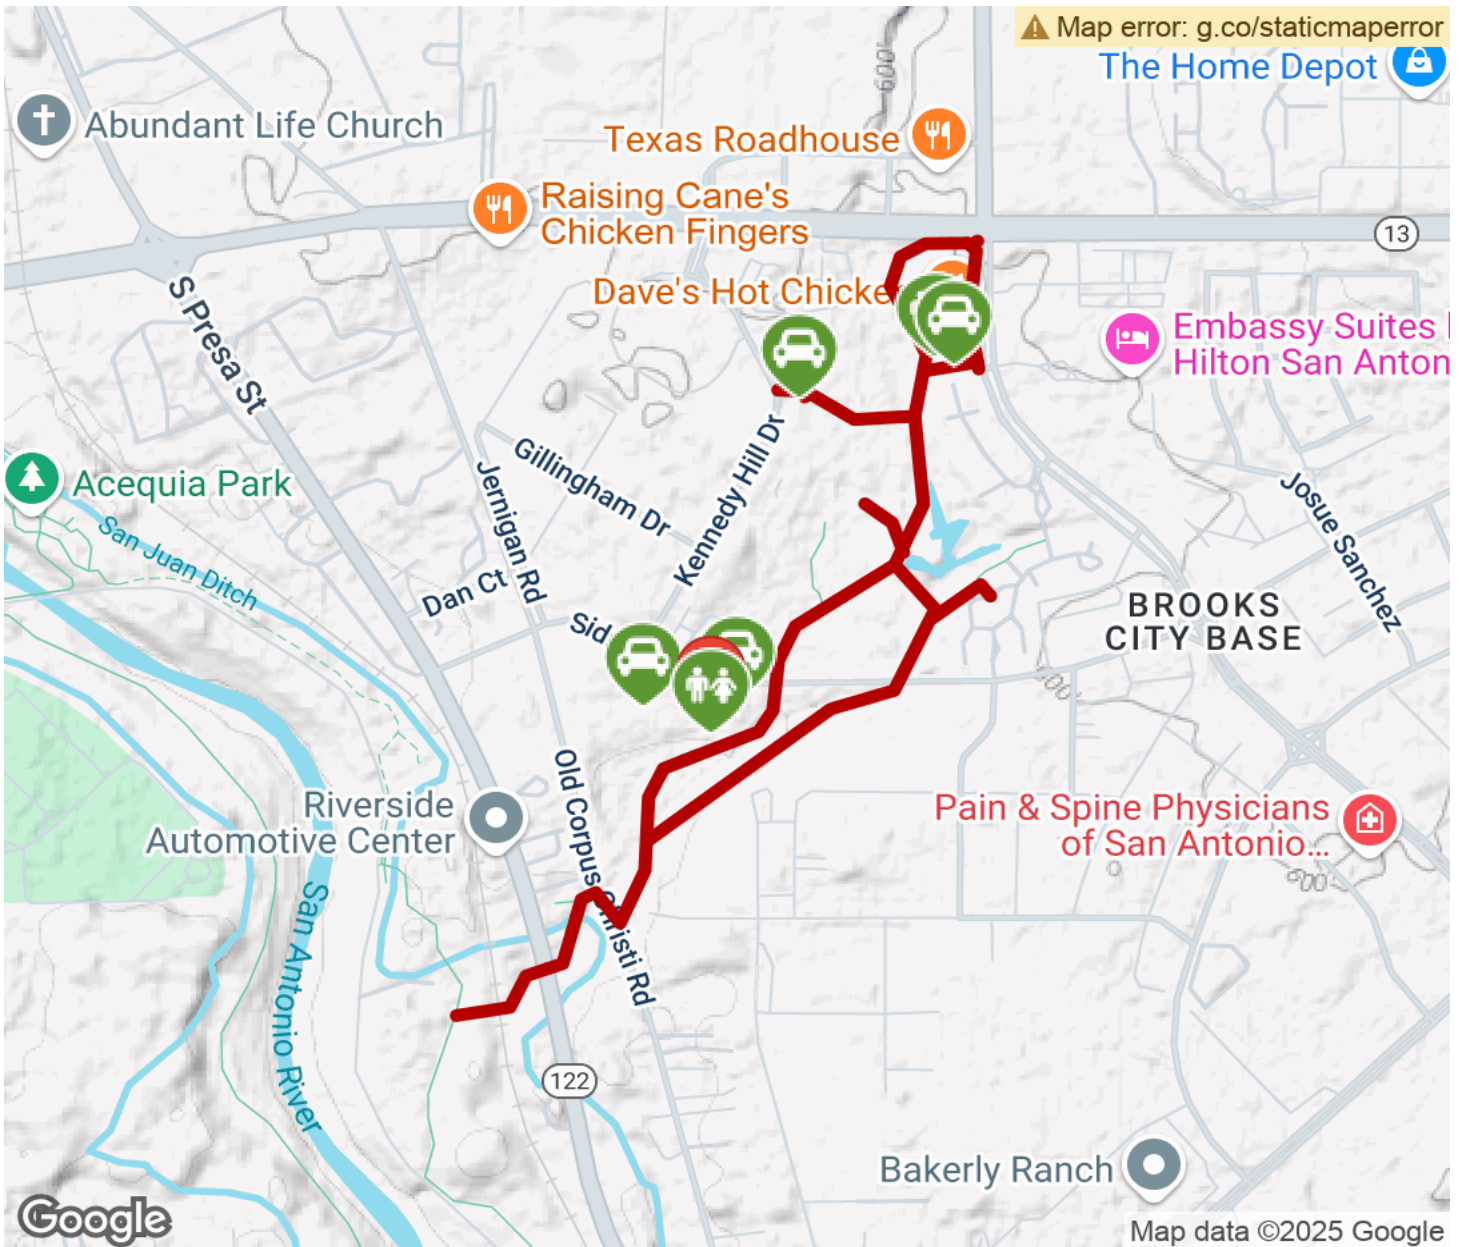 Map error: g.co/staticmaperror
The Home Depot
600
Abundant Life Church
Texas Roadhouse
Raising Cane's
Chicken Fingers
13
S Presa St
Dave's Hot Chicke
Embassy Suites
Hilton San Anton
Gillingham Dr
Kennedy Hill Dr
Jernigan Rd
Acequia Park
San Juan Ditch
Josue Sanchez
Dan Ct
Sid
BROOKS
CITY BASE
600
Old Corpus Christi Rd
Riverside
Automotive Center
Pain & Spine Physicians
of San Antonio...
600
San Antonio River
122
Bakerly Ranch
Google
Map data ©2025 Google